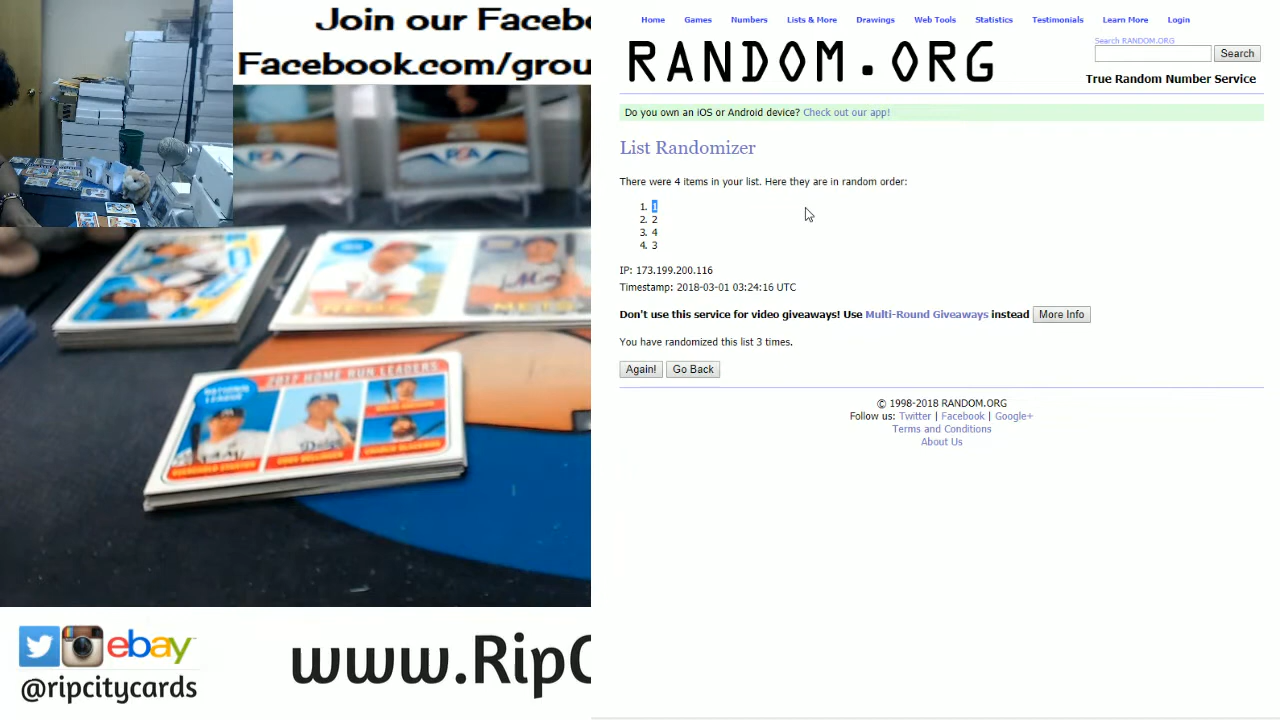 Join our Faceb
Facebook.com/grou
2017 HOME RUN LEADERS
NATIONAL
LEAGUE
METS
ebay
@ripcitycards
www.RipC
Home Games Numbers Lists & More Drawings Web Tools Statistics Testimonials Learn More Login
RANDOM.ORG
Search RANDOM.ORG
Search
True Random Number Service
Do you own an iOS or Android device? Check out our app!
List Randomizer
There were 4 items in your list. Here they are in random order:
1. 1
2. 2
3. 4
4. 3
IP: 173.199.200.116
Timestamp: 2018-03-01 03:24:16 UTC
Don't use this service for video giveaways! Use Multi-Round Giveaways instead More Info
You have randomized this list 3 times.
Again! Go Back
© 1998-2018 RANDOM.ORG
Follow us: Twitter | Facebook | Google+
Terms and Conditions
About Us